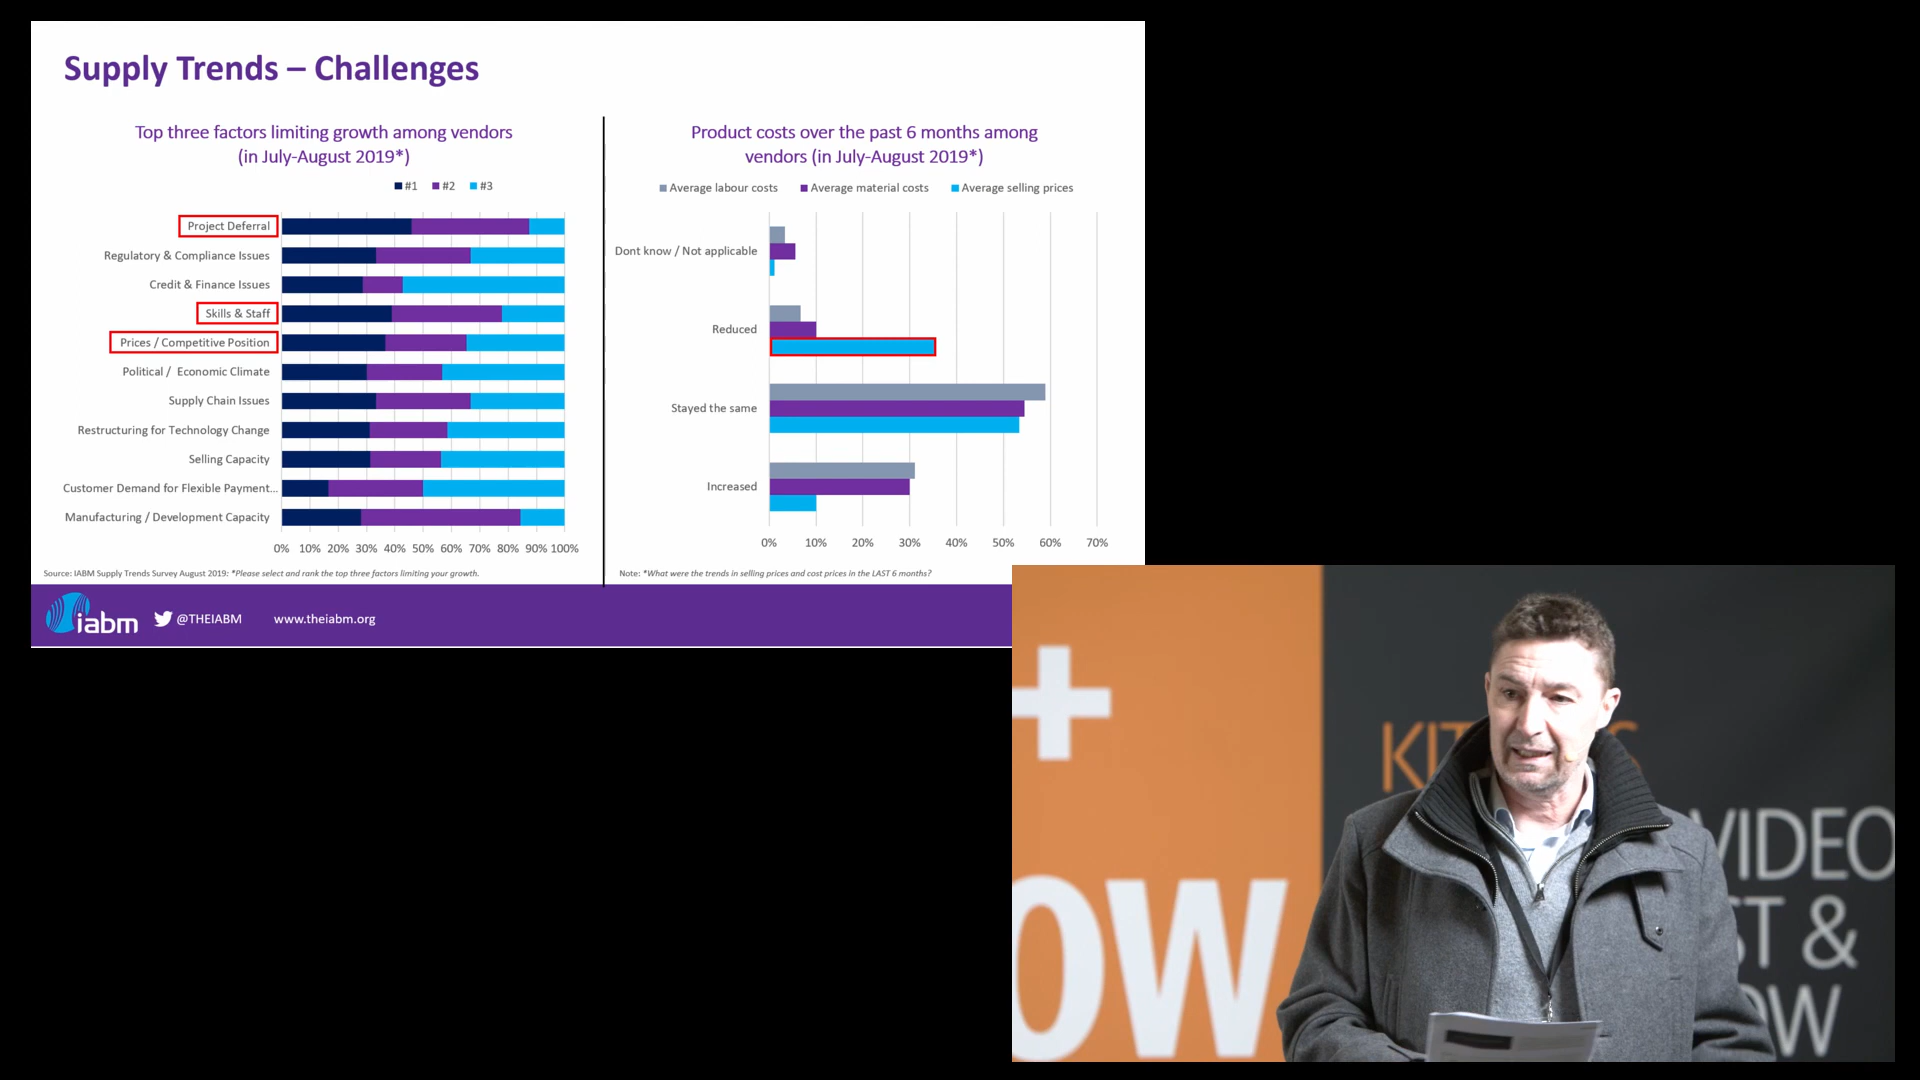 Supply Trends – Challenges
Top three factors limiting growth among vendors
(in July-August 2019*)
#1 #2 #3
Project Deferral
Regulatory & Compliance Issues
Credit & Finance Issues
Skills & Staff
Prices / Competitive Position
Political / Economic Climate
Supply Chain Issues
Restructuring for Technology Change
Selling Capacity
Customer Demand for Flexible Payment...
Manufacturing / Development Capacity
0% 10% 20% 30% 40% 50% 60% 70% 80% 90% 100%
Source: IABM Supply Trends Survey August 2019: *Please select and rank the top three factors limiting your growth.
Product costs over the past 6 months among
vendors (in July-August 2019*)
Average labour costs Average material costs Average selling prices
Dont know / Not applicable
Reduced
Stayed the same
Increased
0% 10% 20% 30% 40% 50% 60% 70%
Note: *What were the trends in selling prices and cost prices in the LAST 6 months?
iabm @THEIABM www.theiabm.org
+
OW
KIT S
VIDEO
ST &
OW